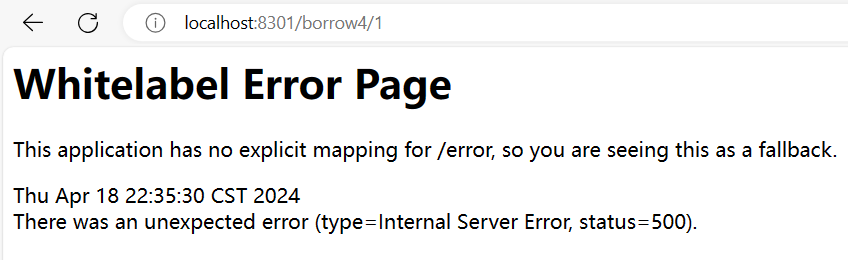 localhost:8301/borrow4/1
Whitelabel Error Page
This application has no explicit mapping for /error, so you are seeing this as a fallback.
Thu Apr 18 22:35:30 CST 2024
There was an unexpected error (type=Internal Server Error, status=500).